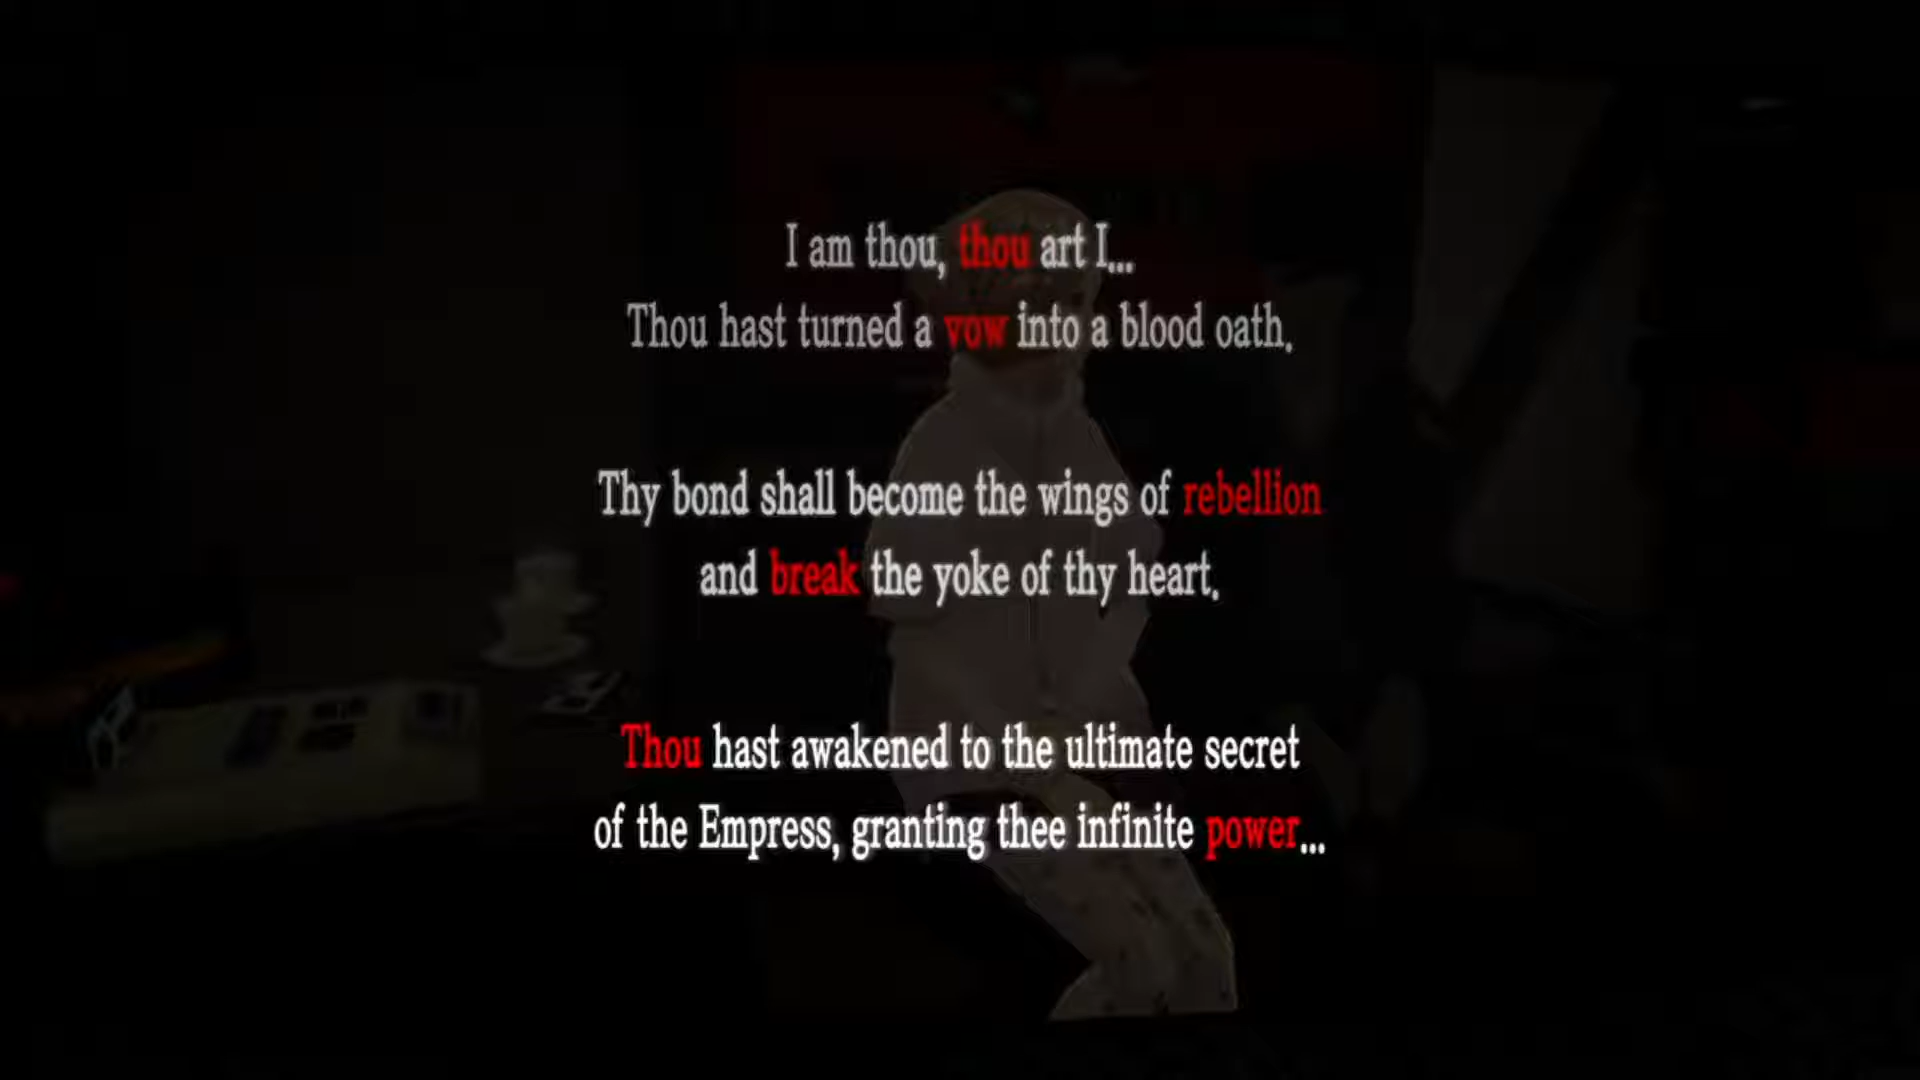 I am thou, thou art I...
Thou hast turned a vow into a blood oath.
Thy bond shall become the wings of rebellion
and break the yoke of thy heart.
Thou hast awakened to the ultimate secret
of the Empress, granting thee infinite power...